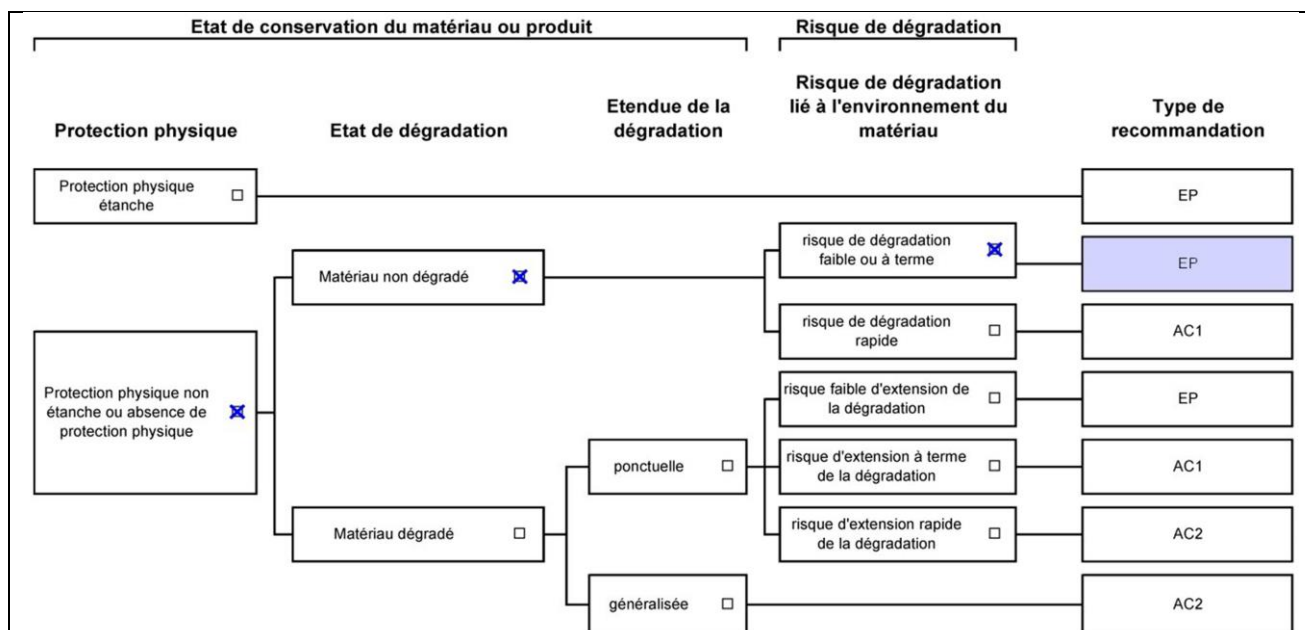 Etat de conservation du matériau ou produit
Risque de dégradation
Protection physique
Etat de dégradation
Etendue de la
dégradation
Risque de dégradation
lié à l'environnement du
matériau
Type de
recommandation
Protection physique
étanche
EP
risque de dégradation
faible ou à terme
EP
Matériau non dégradé
risque de dégradation
rapide
AC1
Protection physique non
étanche ou absence de
protection physique
risque faible d'extension de
la dégradation
EP
ponctuelle
risque d'extension à terme
de la dégradation
AC1
Matériau dégradé
risque d'extension rapide
de la dégradation
AC2
généralisée
AC2